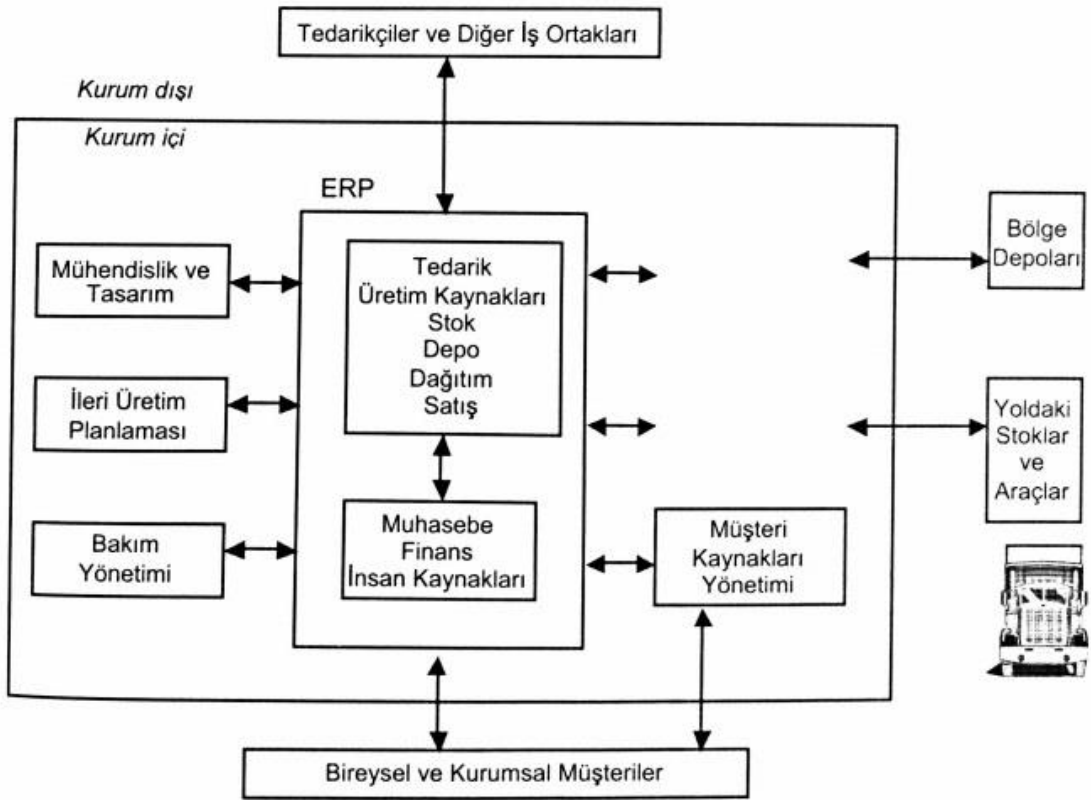 Tedarikçiler ve Diğer İş Ortakları
Kurum dışı
Kurum içi
ERP
Mühendislik ve
Tasarım
İleri Üretim
Planlaması
Bakım
Yönetimi
Tedarik
Üretim Kaynakları
Stok
Depo
Dağıtım
Satış
Muhasebe
Finans
İnsan Kaynakları
Müşteri
Kaynakları
Yönetimi
Bölge
Depoları
Yoldaki
Stoklar
ve
Araçlar
Bireysel ve Kurumsal Müşteriler